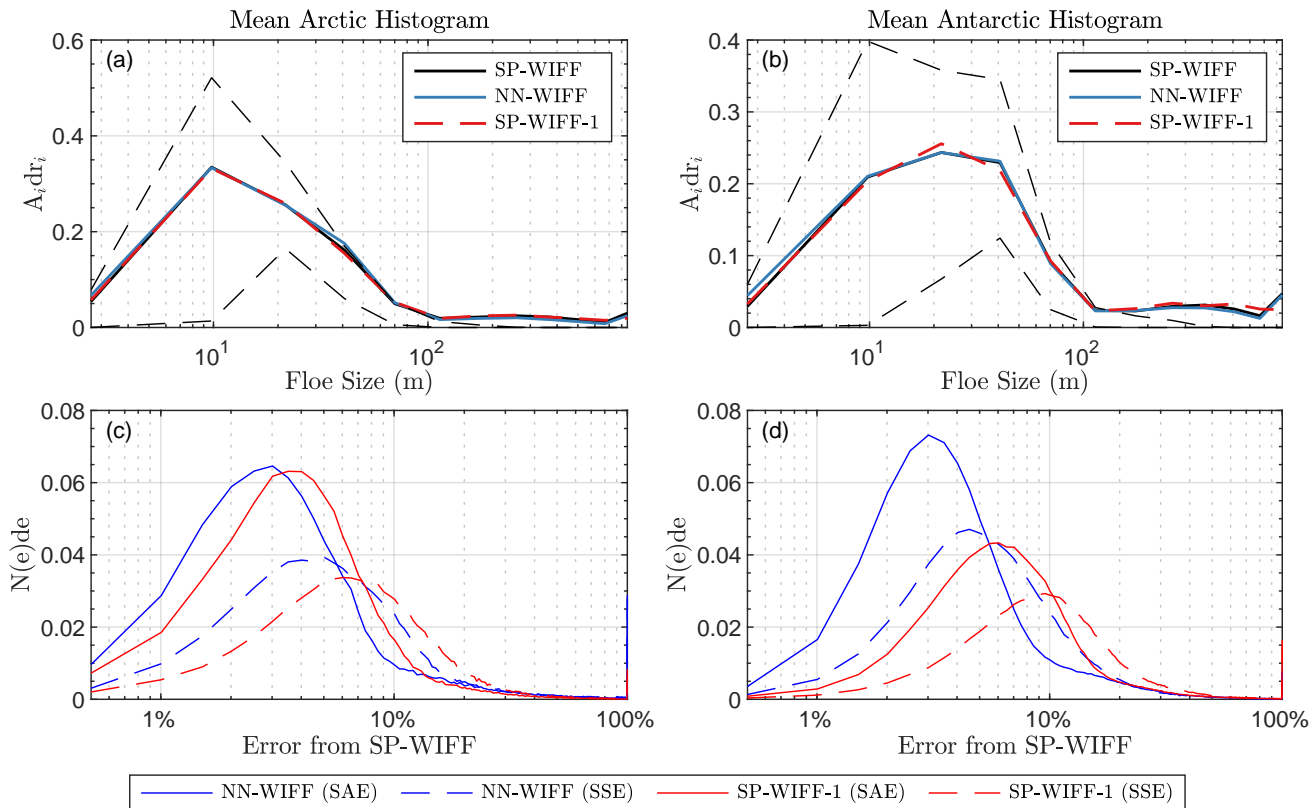 Mean Arctic Histogram
Mean Antarctic Histogram
(a)
0.6
0.4
0.2
0
A_i dr_i
SP-WIFF
NN-WIFF
SP-WIFF-1
10^1
10^2
Floe Size (m)
(b)
0.4
0.3
0.2
0.1
0
A_i dr_i
SP-WIFF
NN-WIFF
SP-WIFF-1
10^1
10^2
Floe Size (m)
(c)
0.08
0.06
0.04
0.02
0
N(e)de
1%
10%
100%
Error from SP-WIFF
(d)
0.08
0.06
0.04
0.02
0
N(e)de
1%
10%
100%
Error from SP-WIFF
NN-WIFF (SAE)
NN-WIFF (SSE)
SP-WIFF-1 (SAE)
SP-WIFF-1 (SSE)